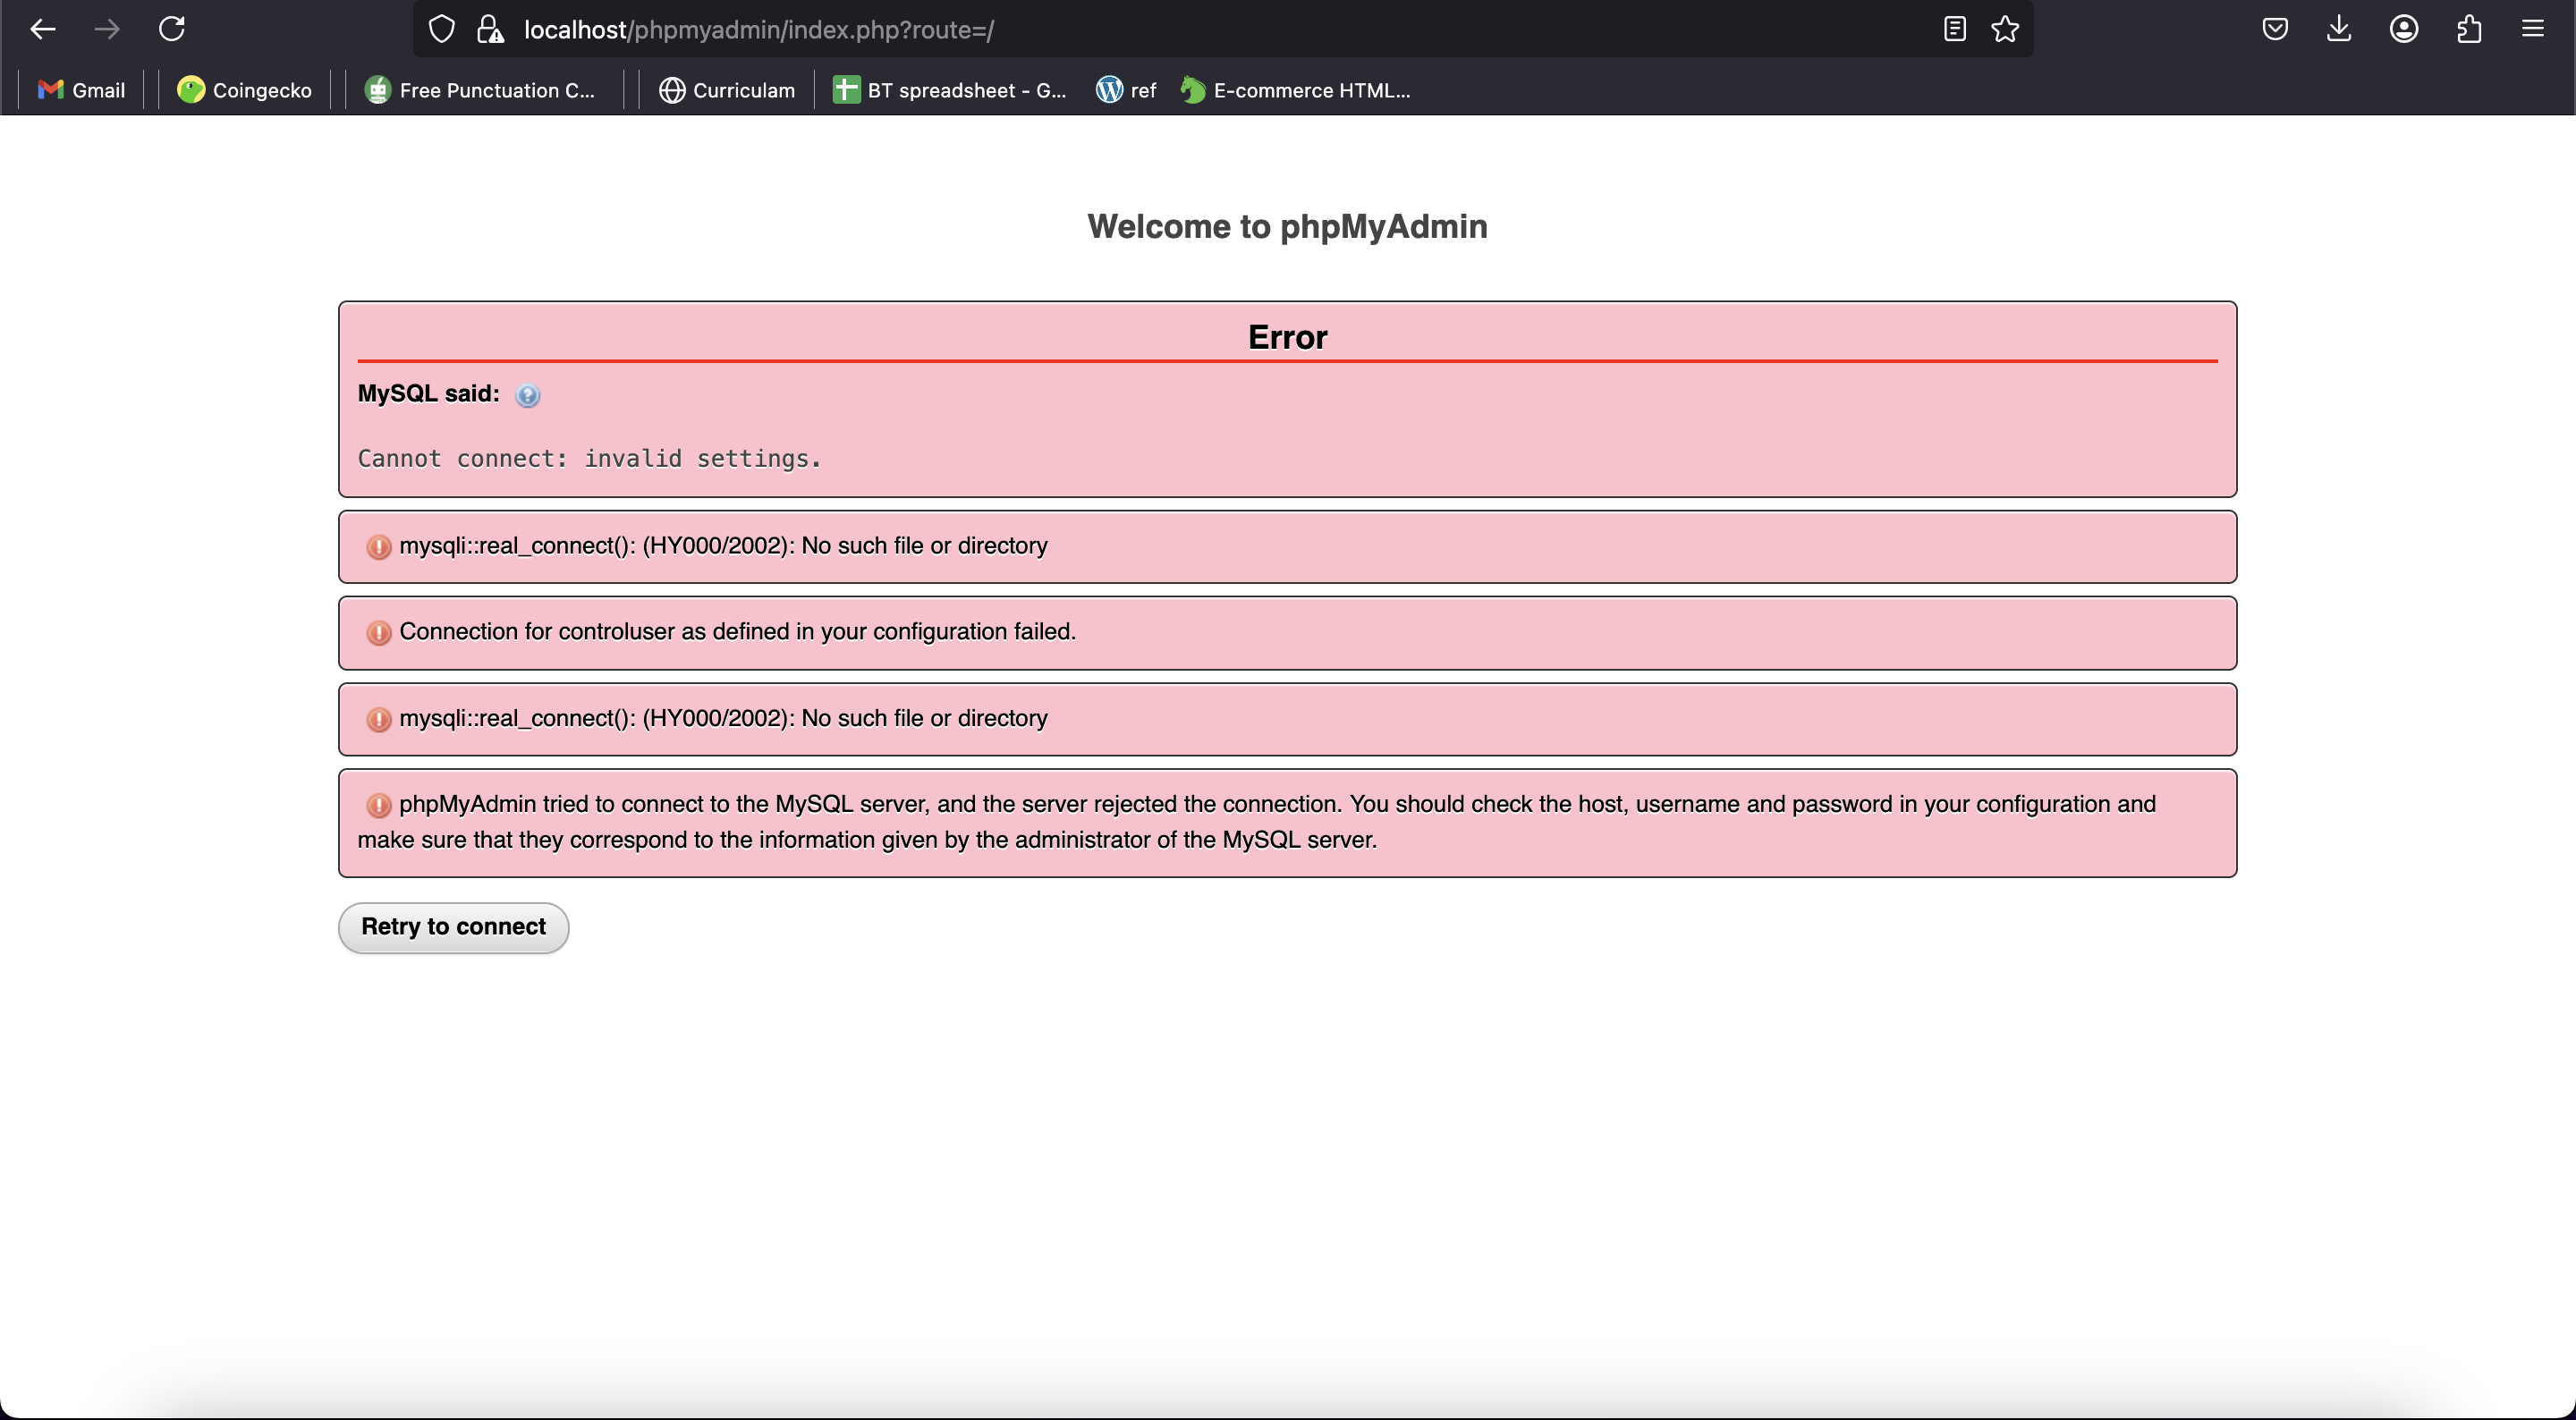 localhost/phpmyadmin/index.php?route=/
Gmail
Coingecko
Free Punctuation C...
Curriculam
BT spreadsheet - G...
ref
E-commerce HTML...
Welcome to phpMyAdmin
Error
MySQL said:
Cannot connect: invalid settings.
mysqli::real_connect(): (HY000/2002): No such file or directory
Connection for controluser as defined in your configuration failed.
mysqli::real_connect(): (HY000/2002): No such file or directory
phpMyAdmin tried to connect to the MySQL server, and the server rejected the connection. You should check the host, username and password in your configuration and
make sure that they correspond to the information given by the administrator of the MySQL server.
Retry to connect